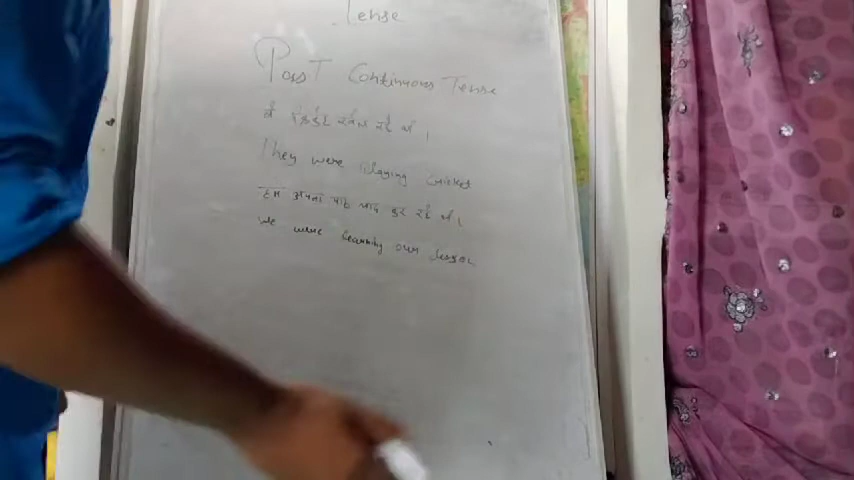 Tense
Past Continuous Tense
वे क्रिकेट खेल रहे थे ।
They were playing cricket
हम अपना पाठ याद कर रहे थे ।
We were learning our lesson